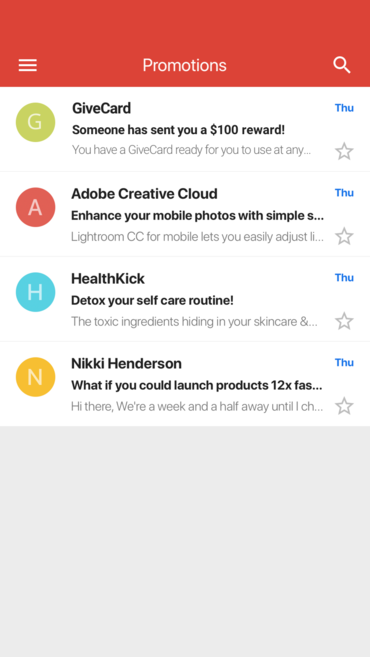 Promotions
G
GiveCard
Thu
Someone has sent you a $100 reward!
You have a GiveCard ready for you to use at any...
A
Adobe Creative Cloud
Thu
Enhance your mobile photos with simple s...
Lightroom CC for mobile lets you easily adjust li...
H
HealthKick
Thu
Detox your self care routine!
The toxic ingredients hiding in your skincare &...
N
Nikki Henderson
Thu
What if you could launch products 12x fas...
Hi there, We're a week and a half away until I ch...